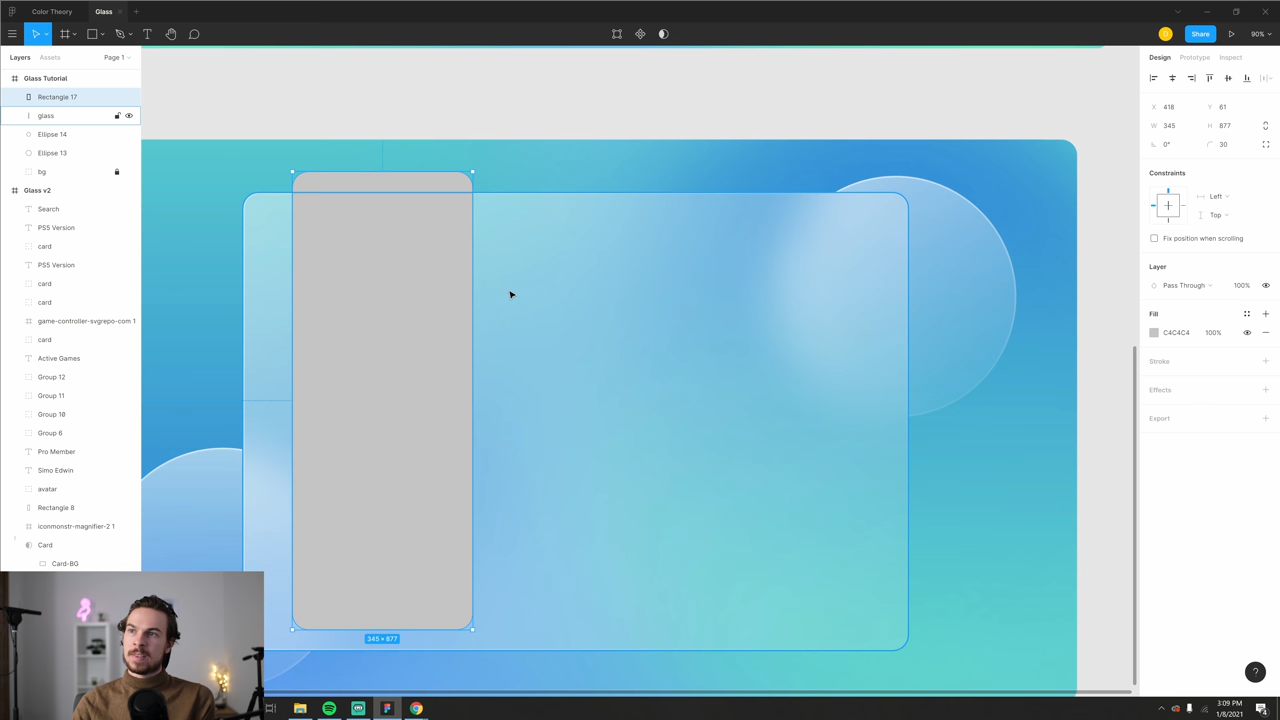 Color Theory
Glass
Share
90%
Layers
Assets
Page 1
Glass Tutorial
Rectangle 17
glass
Ellipse 14
Ellipse 13
bg
Glass v2
Search
PS5 Version
card
PS5 Version
card
card
game-controller-svgrepo-com 1
card
Active Games
Group 12
Group 11
Group 10
Group 6
Pro Member
Simo Edwin
avatar
Rectangle 8
iconmonstr-magnifier-2 1
Card
Card-BG
345 × 877
Design
Prototype
Inspect
X 418 Y 61
W 345 H 877
0° 30
Constraints
Left
Top
Fix position when scrolling
Layer
Pass Through 100%
Fill
C4C4C4 100%
Stroke
Effects
Export
?
3:09 PM
1/8/2021